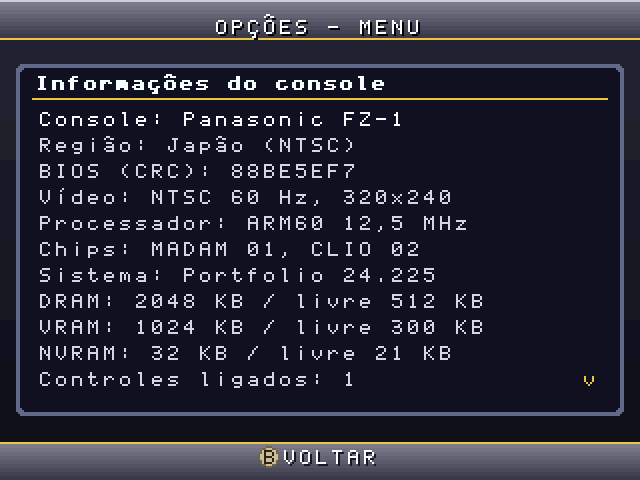 OPÇÕES - MENU
Informações do console
Console: Panasonic FZ-1
Região: Japão (NTSC)
BIOS (CRC): 88BE5EF7
Vídeo: NTSC 60 Hz, 320x240
Processador: ARM60 12,5 MHz
Chips: MADAM 01, CLIO 02
Sistema: Portfolio 24.225
DRAM: 2048 KB / livre 512 KB
VRAM: 1024 KB / livre 300 KB
NVRAM: 32 KB / livre 21 KB
Controles ligados: 1 v
B VOLTAR